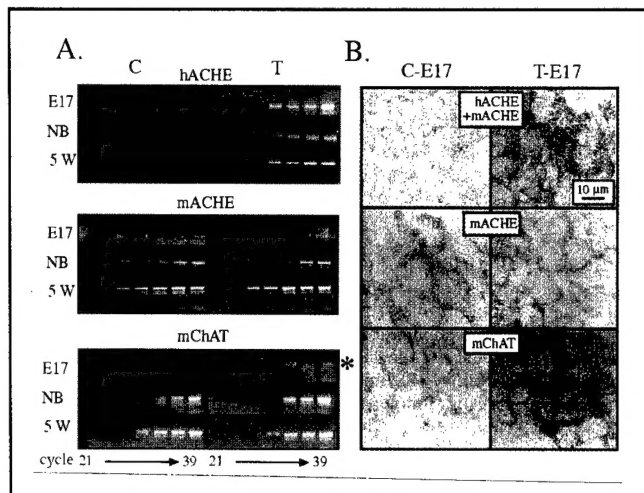 A.
C hACHE T
E17
NB
5 W
mACHE
E17
NB
5 W
mChAT
E17 *
NB
5 W
cycle 21 39 21 39
B.
C-E17 T-E17
hACHE
+mACHE
10 µm
mACHE
mChAT